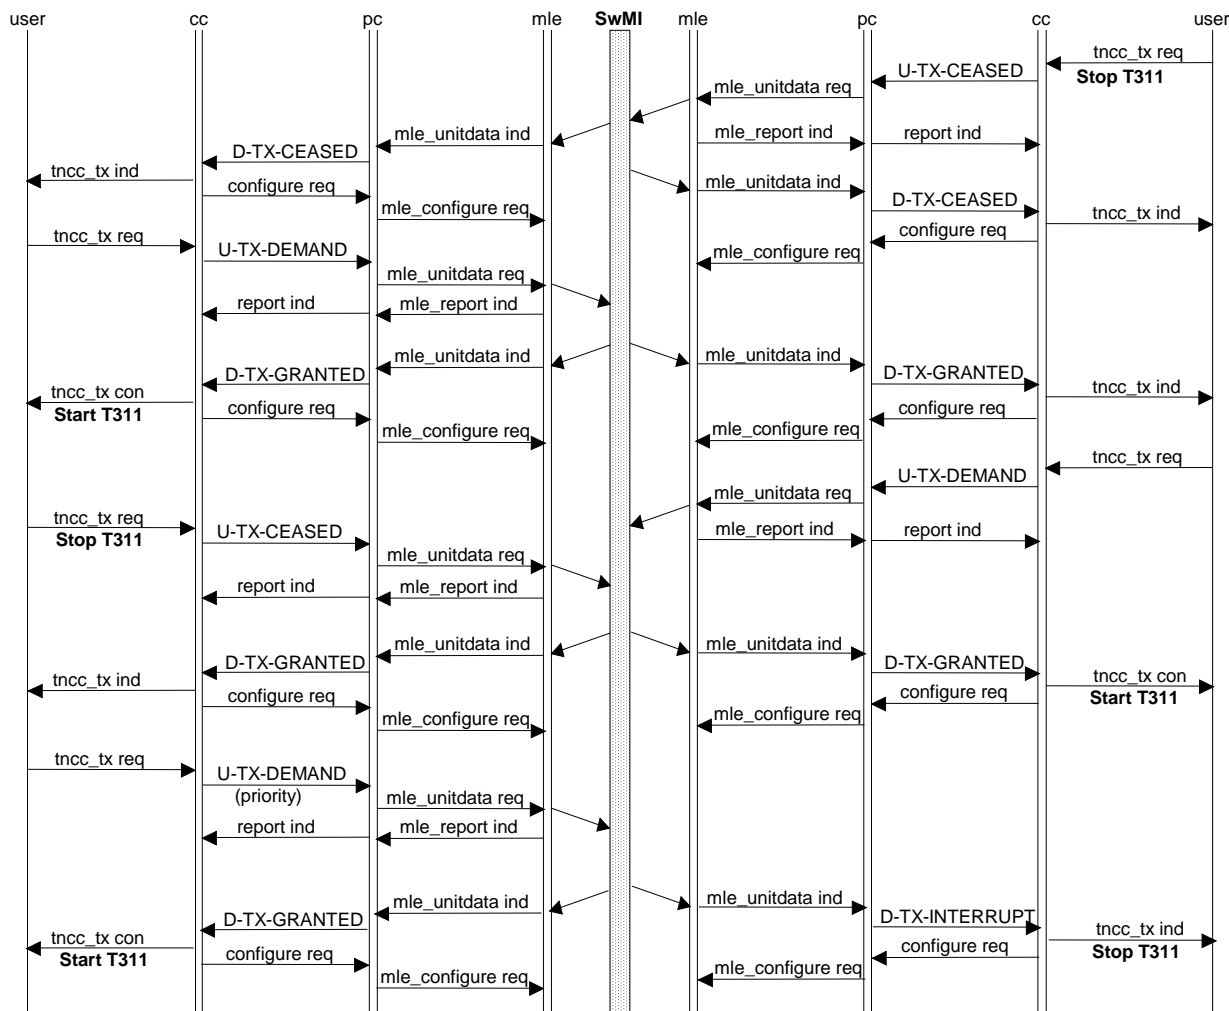 user cc pc mle SwMI mle pc cc user
tncc_tx req
U-TX-CEASED Stop T311
mle_unitdata req
mle_unitdata ind mle_report ind report ind
D-TX-CEASED
tncc_tx ind configure req mle_unitdata ind
D-TX-CEASED
mle_configure req tncc_tx ind
tncc_tx req configure req
U-TX-DEMAND mle_configure req
mle_unitdata req
report ind mle_report ind
mle_unitdata ind mle_unitdata ind
D-TX-GRANTED D-TX-GRANTED
tncc_tx con tncc_tx ind
Start T311 configure req configure req
mle_configure req mle_configure req
tncc_tx req
U-TX-DEMAND
mle_unitdata req
tncc_tx req
Stop T311 U-TX-CEASED mle_report ind report ind
mle_unitdata req
report ind mle_report ind
mle_unitdata ind mle_unitdata ind
D-TX-GRANTED D-TX-GRANTED
tncc_tx ind tncc_tx con
configure req configure req Start T311
mle_configure req mle_configure req
tncc_tx req
U-TX-DEMAND
(priority) mle_unitdata req
report ind mle_report ind
mle_unitdata ind mle_unitdata ind
D-TX-GRANTED D-TX-INTERRUPT
tncc_tx con tncc_tx ind
Start T311 configure req configure req Stop T311
mle_configure req mle_configure req